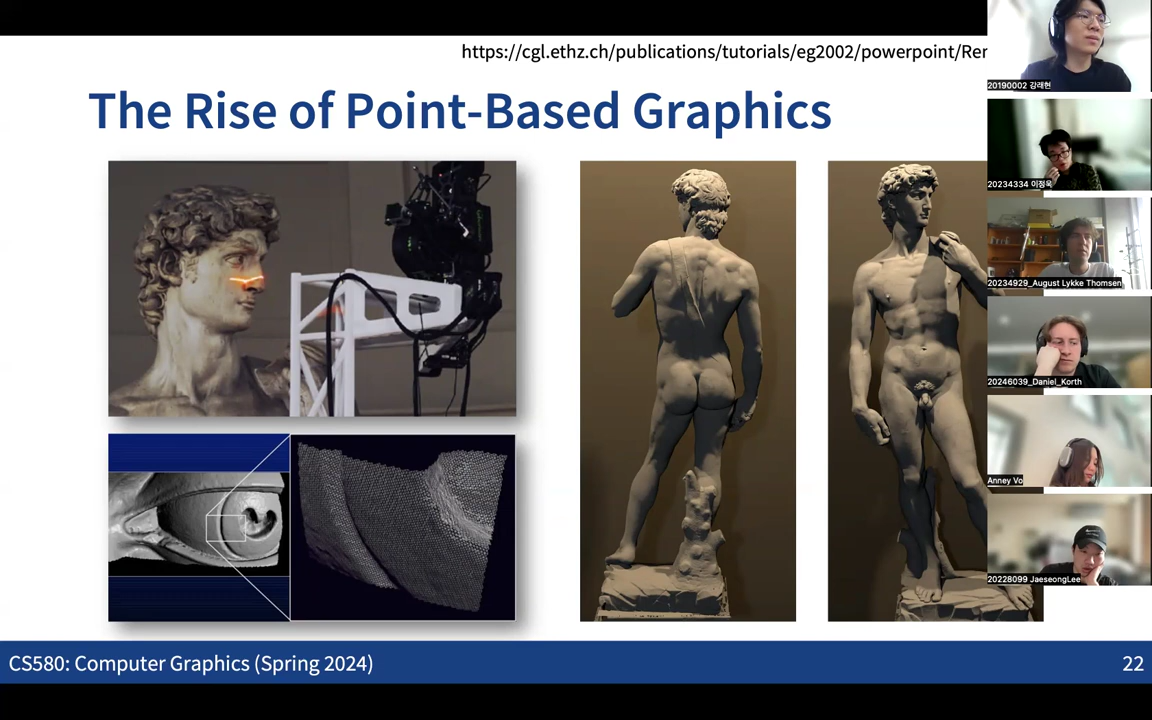 https://cgl.ethz.ch/publications/tutorials/eg2002/powerpoint/Ren
The Rise of Point-Based Graphics
20190002 강래현
20234334 이정욱
20234929_August Lykke Thomsen
20246039_Daniel_Korth
Anney Vo
20228099 JaeseongLee
CS580: Computer Graphics (Spring 2024)
22